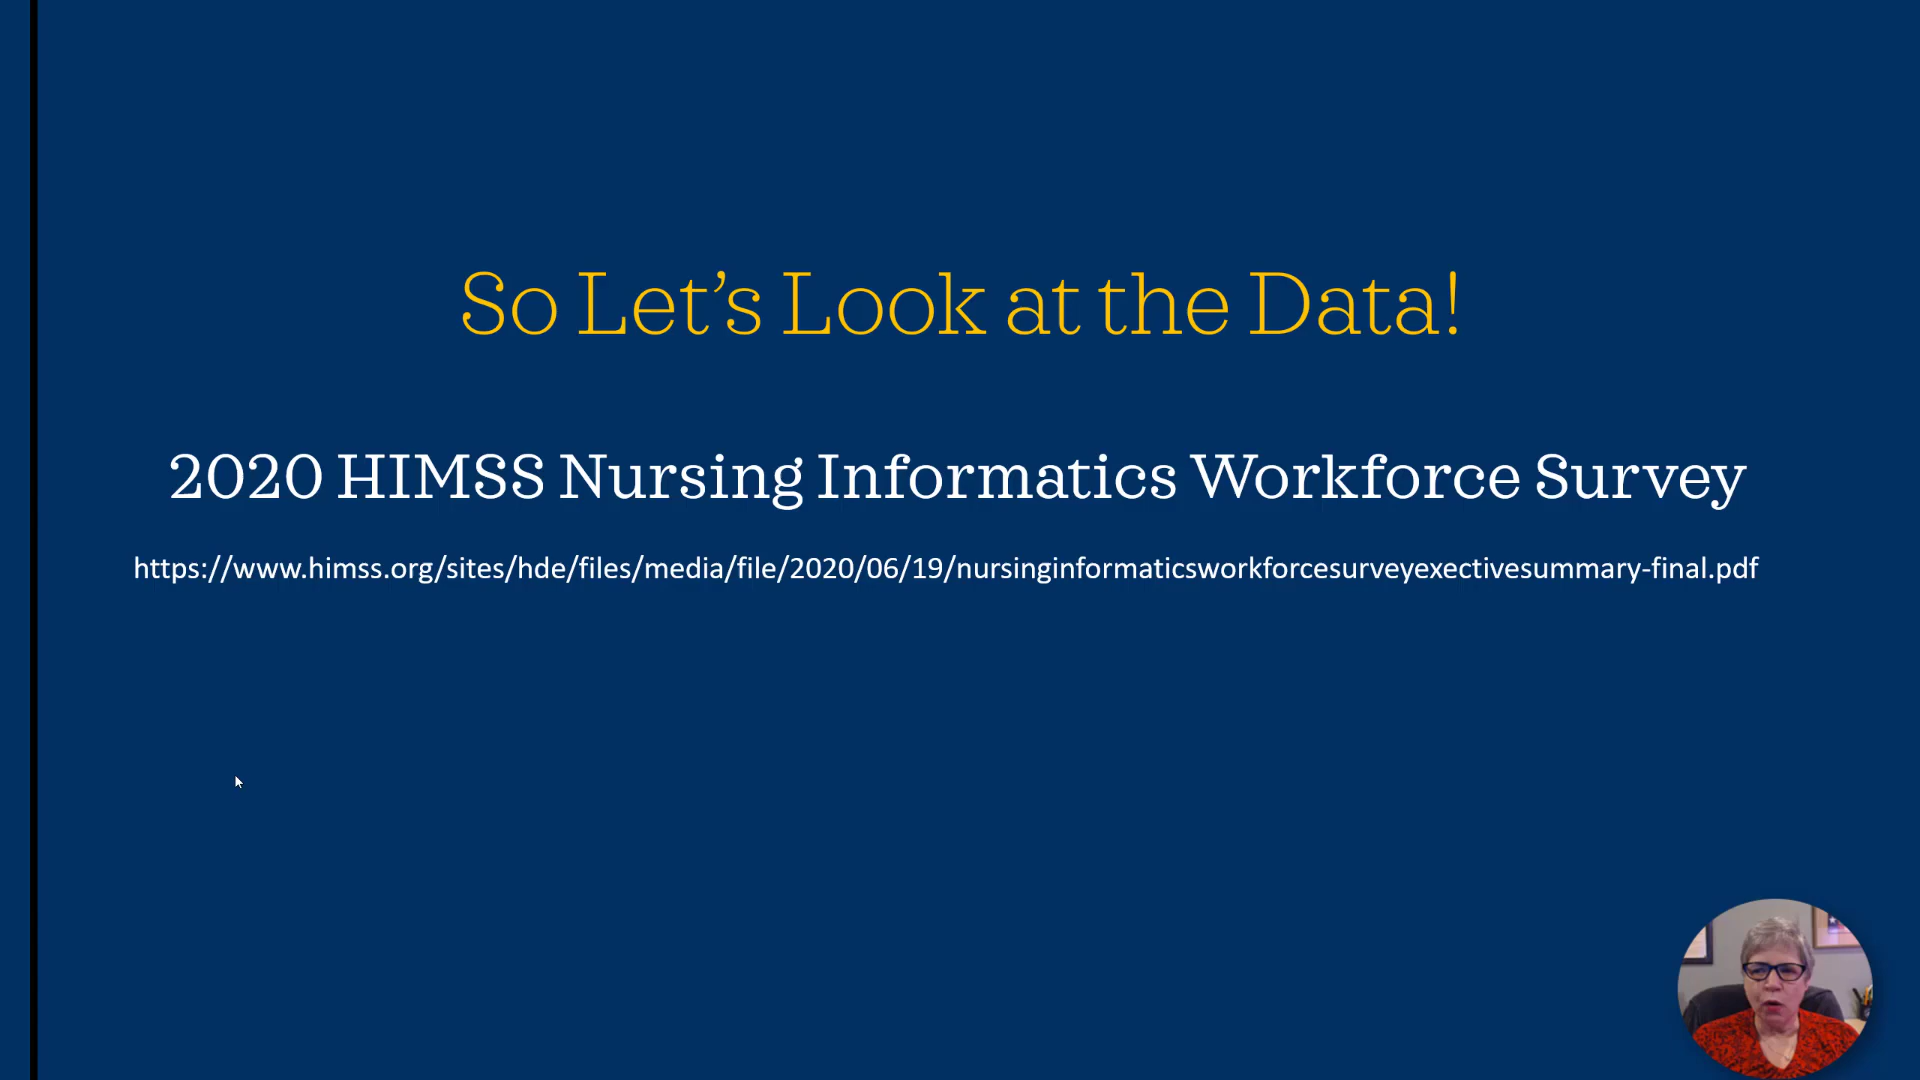 So Let’s Look at the Data!
2020 HIMSS Nursing Informatics Workforce Survey
https://www.himss.org/sites/hde/files/media/file/2020/06/19/nursinginformaticsworkforcesurveyexectivesummary-final.pdf